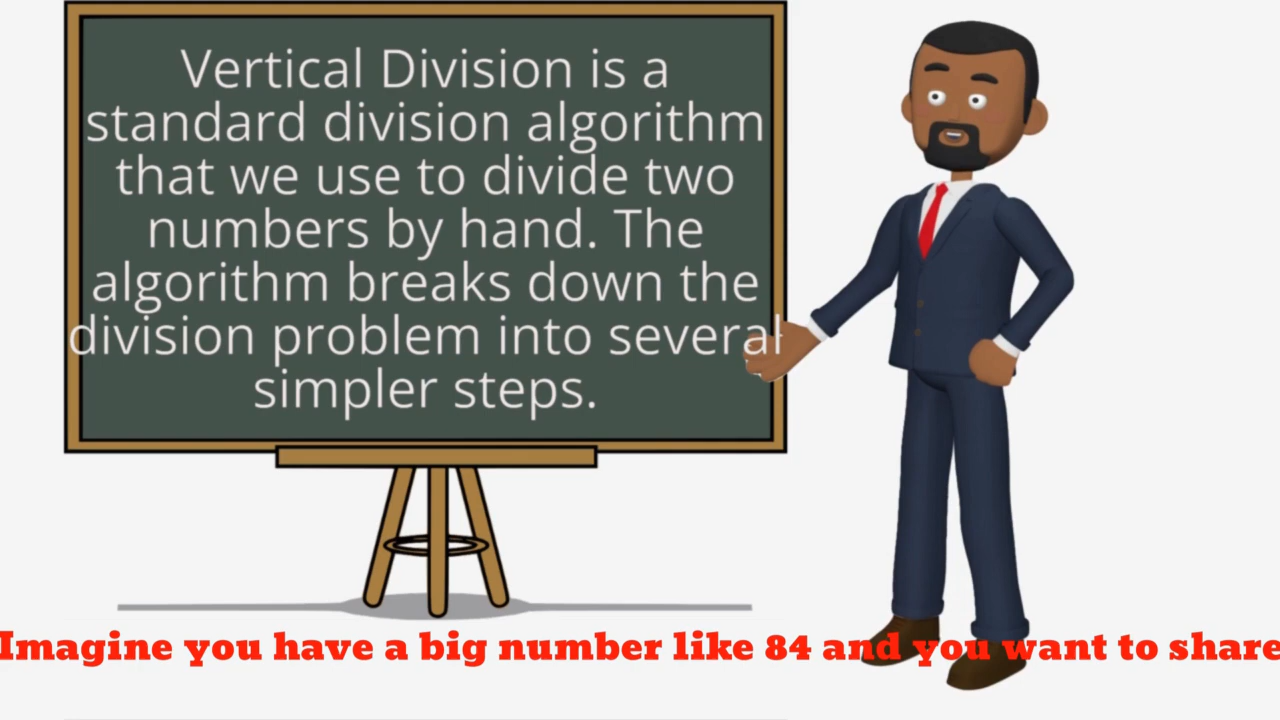 Vertical Division is a
standard division algorithm
that we use to divide two
numbers by hand. The
algorithm breaks down the
division problem into several
simpler steps.
Imagine you have a big number like 84 and you want to share